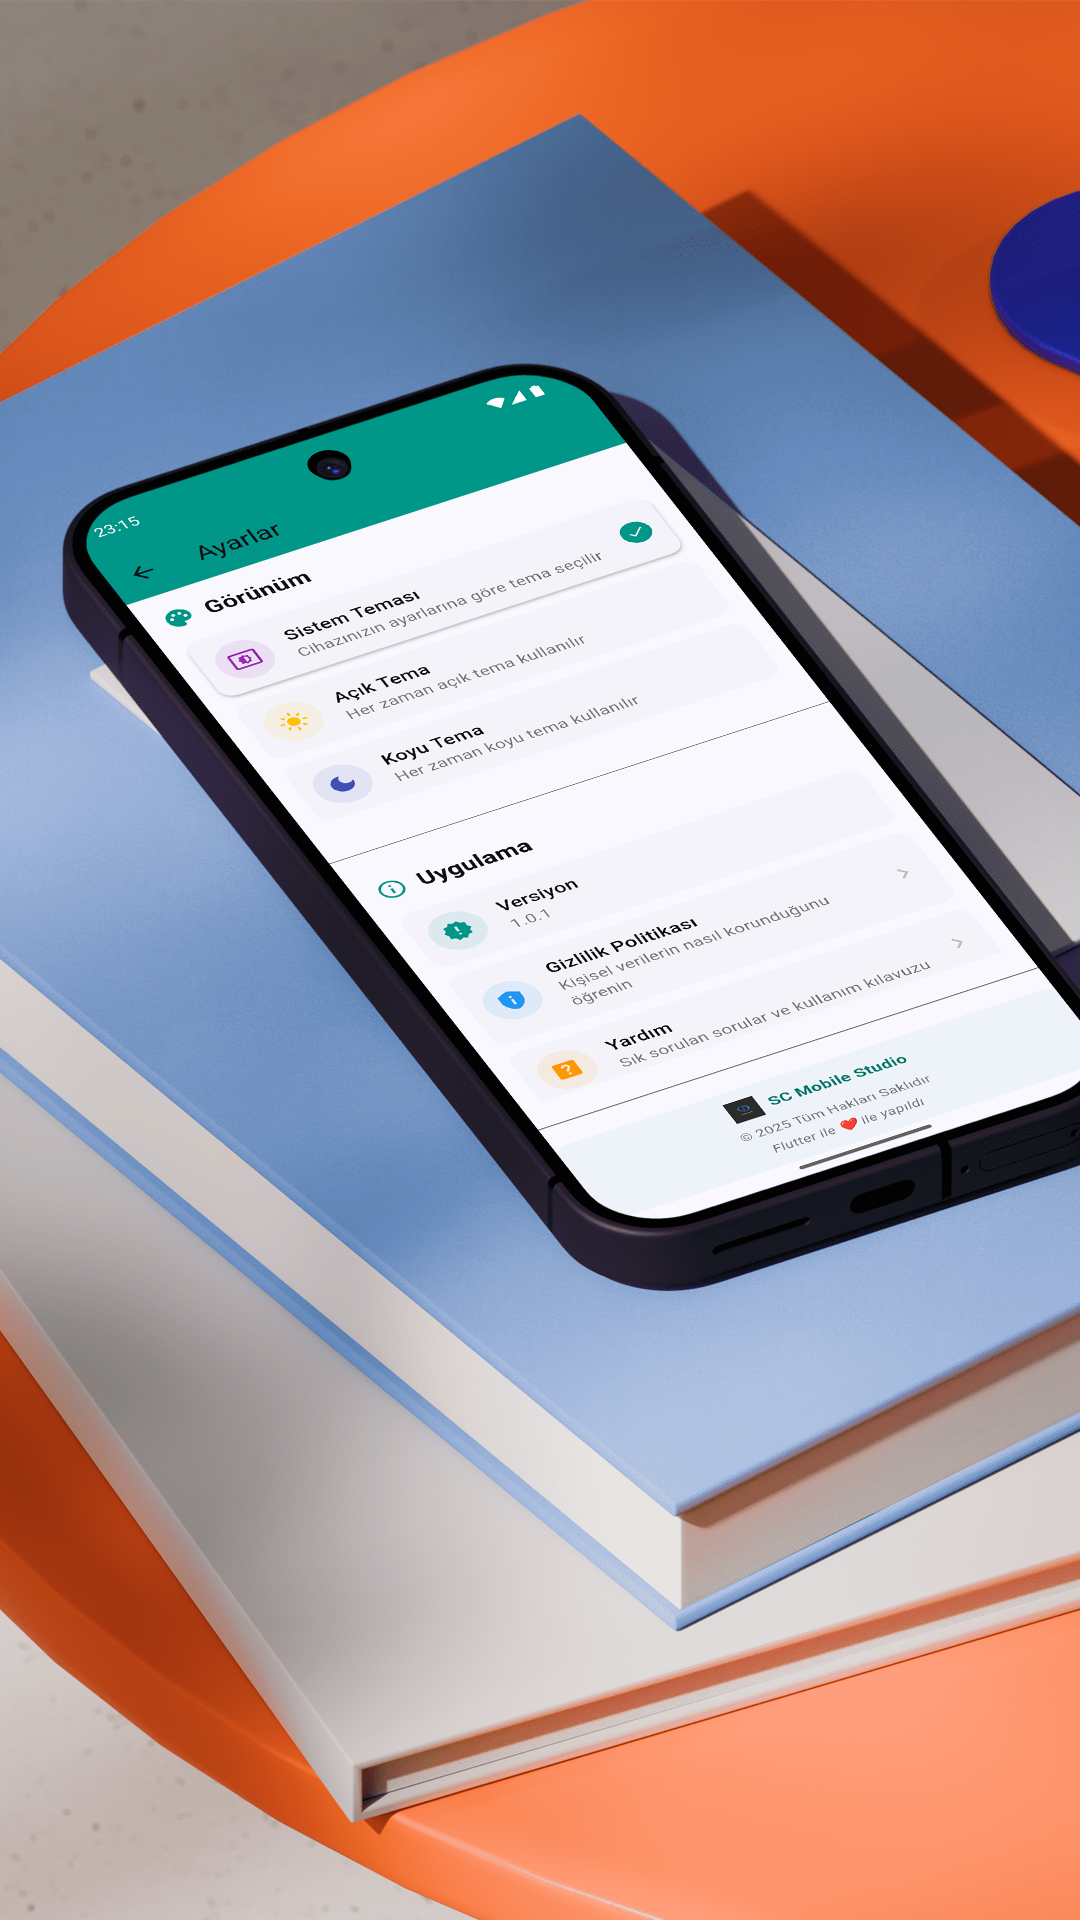 23:15
Ayarlar
Görünüm
Sistem Teması
Cihazınızın ayarlarına göre tema seçilir
Açık Tema
Her zaman açık tema kullanılır
Koyu Tema
Her zaman koyu tema kullanılır
Uygulama
Versiyon
1.0.1
Gizlilik Politikası
Kişisel verilerin nasıl korunduğunu
öğrenin
Yardım
Sık sorulan sorular ve kullanım kılavuzu
SC Mobile Studio
© 2025 Tüm Hakları Saklıdır
Flutter ile ❤️ ile yapıldı